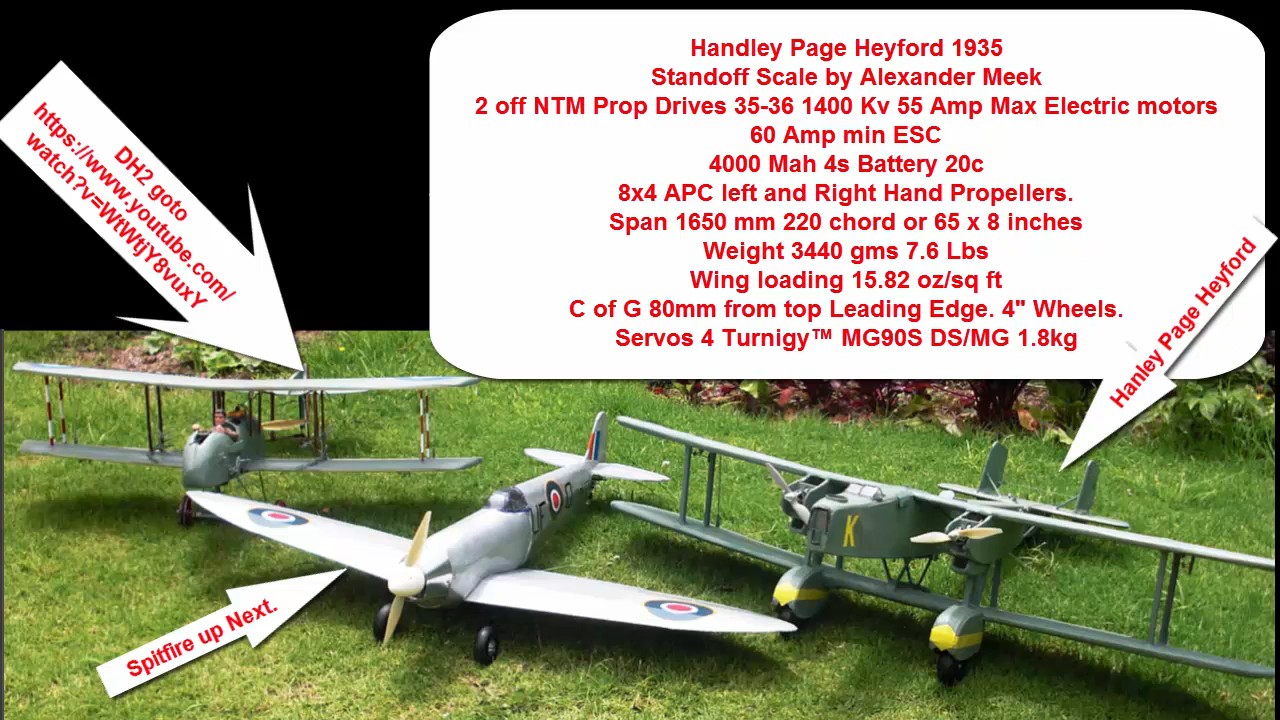 Handley Page Heyford 1935
Standoff Scale by Alexander Meek
2 off NTM Prop Drives 35-36 1400 Kv 55 Amp Max Electric motors
60 Amp min ESC
4000 Mah 4s Battery 20c
8x4 APC left and Right Hand Propellers.
Span 1650 mm 220 chord or 65 x 8 inches
Weight 3440 gms 7.6 Lbs
Wing loading 15.82 oz/sq ft
C of G 80mm from top Leading Edge. 4" Wheels.
Servos 4 Turnigy™ MG90S DS/MG 1.8kg
DH2 goto
https://www.youtube.com/
watch?v=WtWtjY8vuxY
Hanley Page Heyford
Spitfire up Next.
UF
O
K